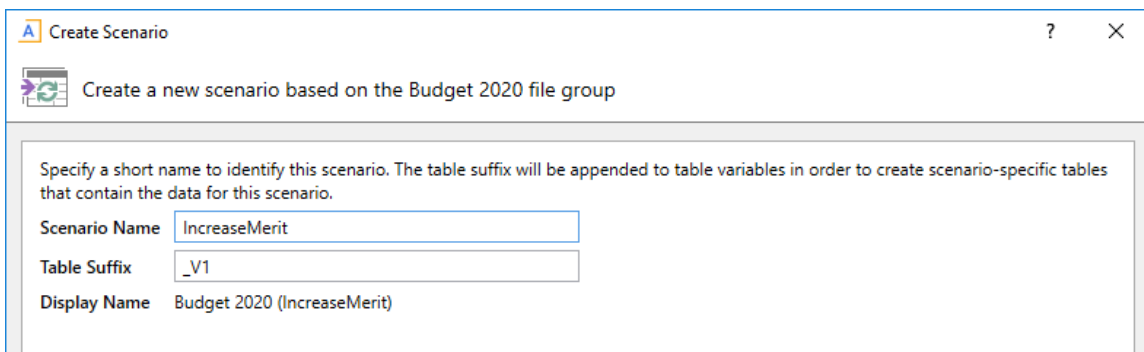 A Create Scenario ?
Create a new scenario based on the Budget 2020 file group
Specify a short name to identify this scenario. The table suffix will be appended to table variables in order to create scenario-specific tables
that contain the data for this scenario.
Scenario Name IncreaseMerit
Table Suffix _V1
Display Name Budget 2020 (IncreaseMerit)